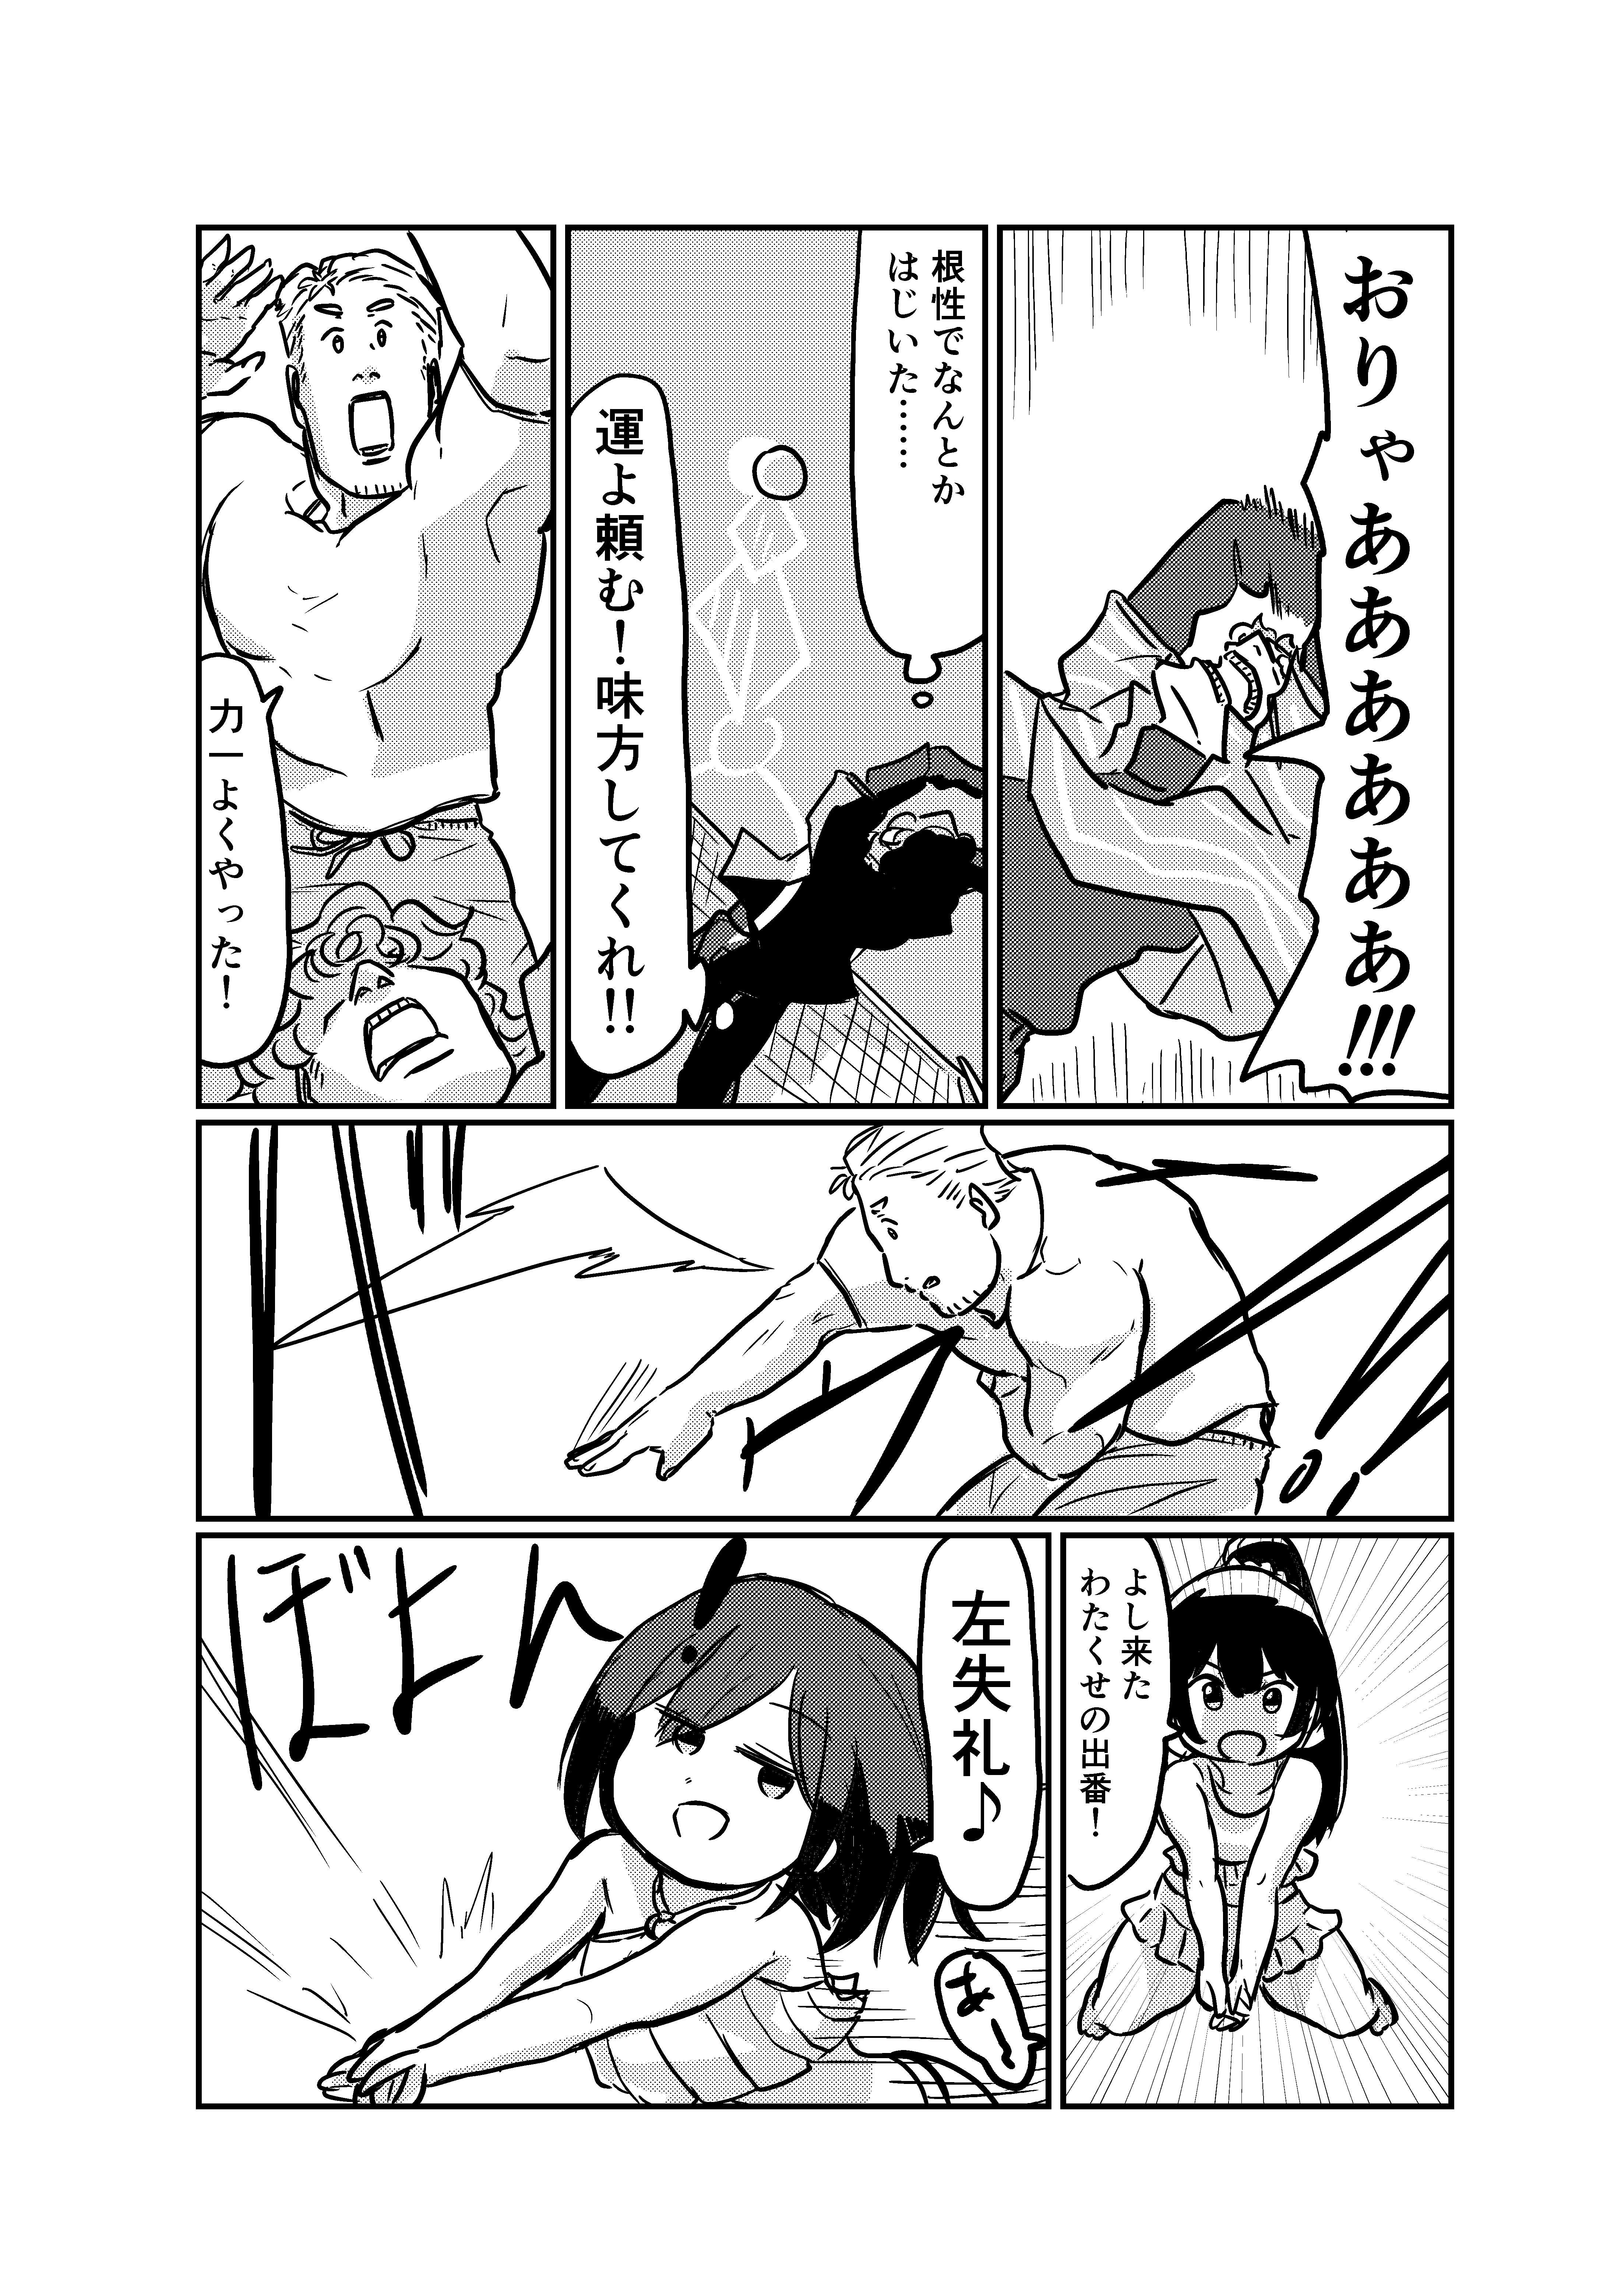 おりゃああああああ!!!
根性でなんとか
はじいた……
運よ頼む！味方してくれ!!
力一よくやった！
よし来た
わたくせの出番！
左失礼♪
あー
ぼよん